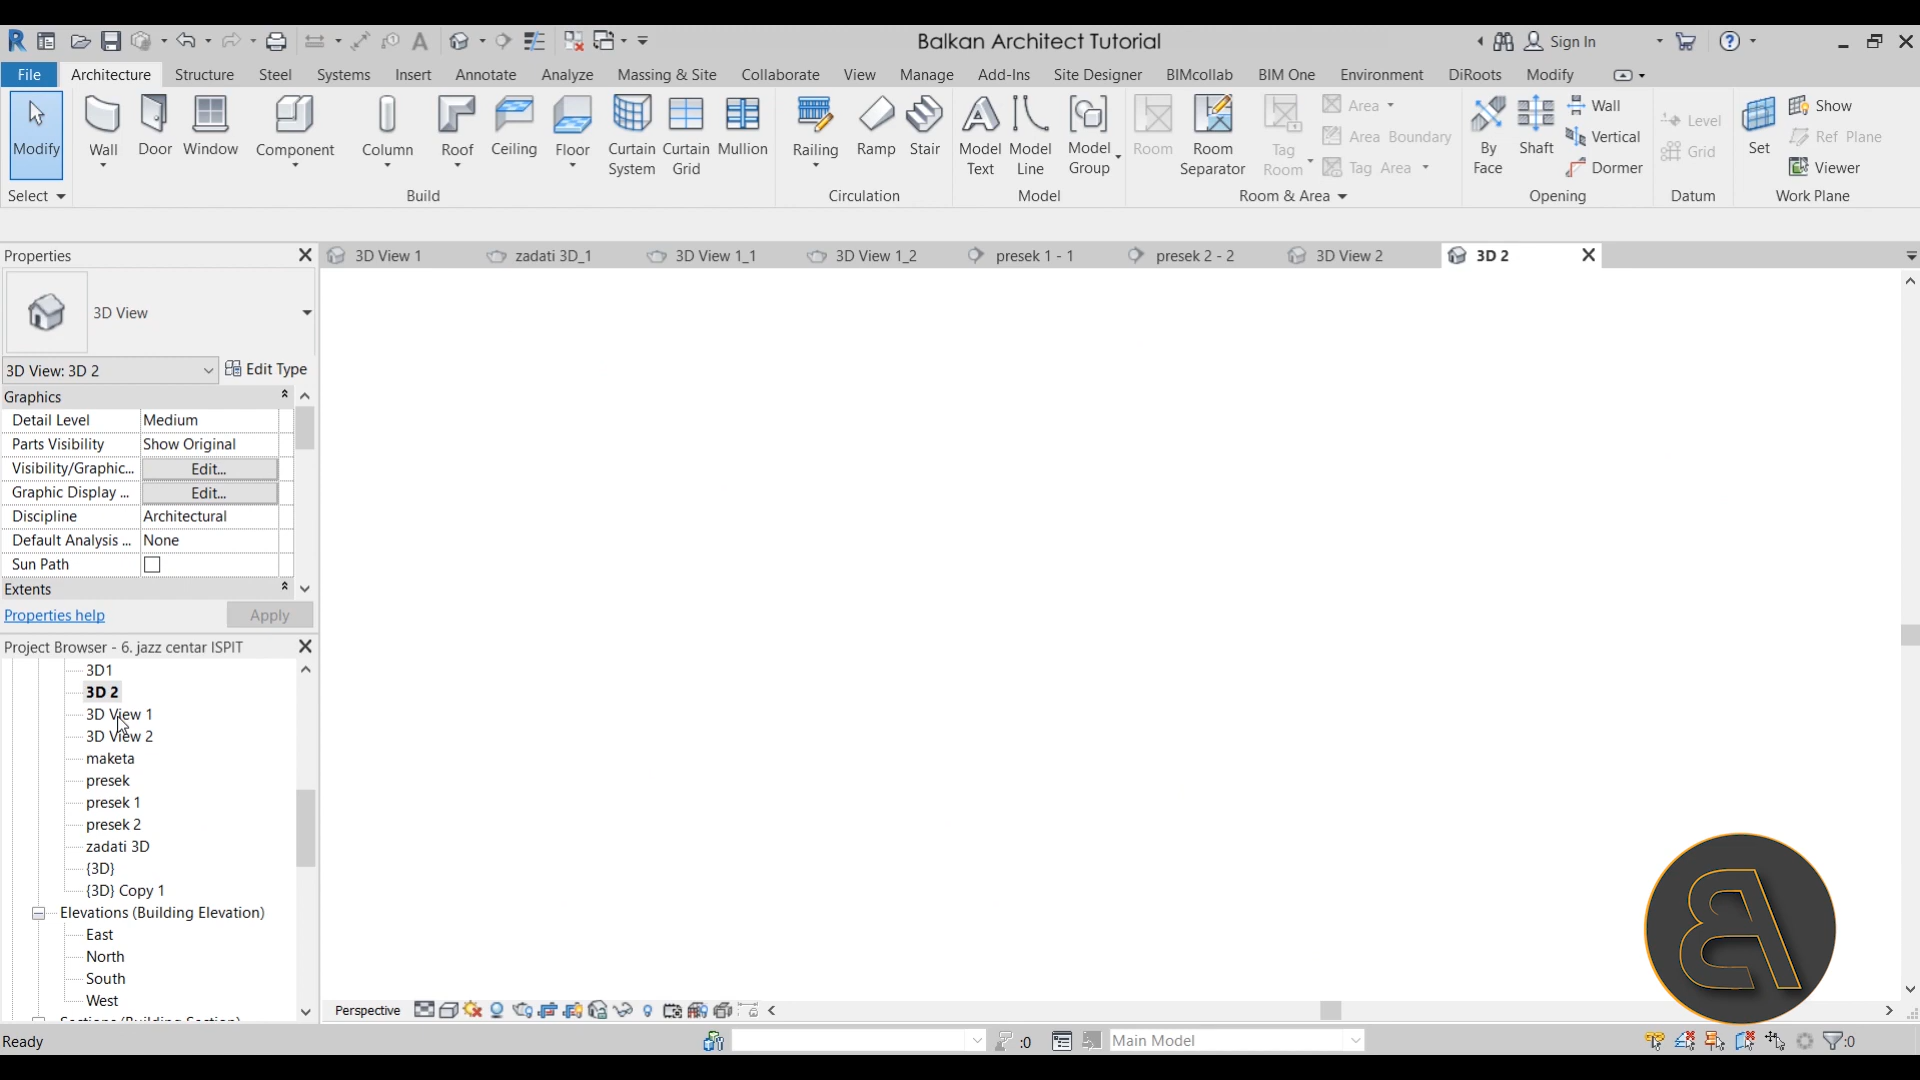 Balkan Architect Tutorial
Sign In
File Architecture Structure Steel Systems Insert Annotate Analyze Massing & Site Collaborate View Manage Add-Ins Site Designer BIMcollab BIM One Environment DiRoots Modify
Modify Wall Door Window Component Column Roof Ceiling Floor Curtain System Curtain Grid Mullion Railing Ramp Stair Model Text Model Line Model Group Room Room Separator Tag Room
Area
Area Boundary
Tag Area
By Face Shaft
Wall
Vertical
Dormer
Level
Grid
Set
Show
Ref Plane
Viewer
Select Build Circulation Model Room & Area Opening Datum Work Plane
Properties
3D View 1 zadati 3D_1 3D View 1_1 3D View 1_2 presek 1 - 1 presek 2 - 2 3D View 2 3D 2
3D View
3D View: 3D 2 Edit Type
Graphics
Detail Level Medium
Parts Visibility Show Original
Visibility/Graphic... Edit...
Graphic Display ... Edit...
Discipline Architectural
Default Analysis ... None
Sun Path
Extents
Properties help Apply
Project Browser - 6. jazz centar ISPIT
3D1
3D 2
3D View 1
3D View 2
maketa
presek
presek 1
presek 2
zadati 3D
{3D}
{3D} Copy 1
Elevations (Building Elevation)
East
North
South
West
Perspective
Ready :0 Main Model :0